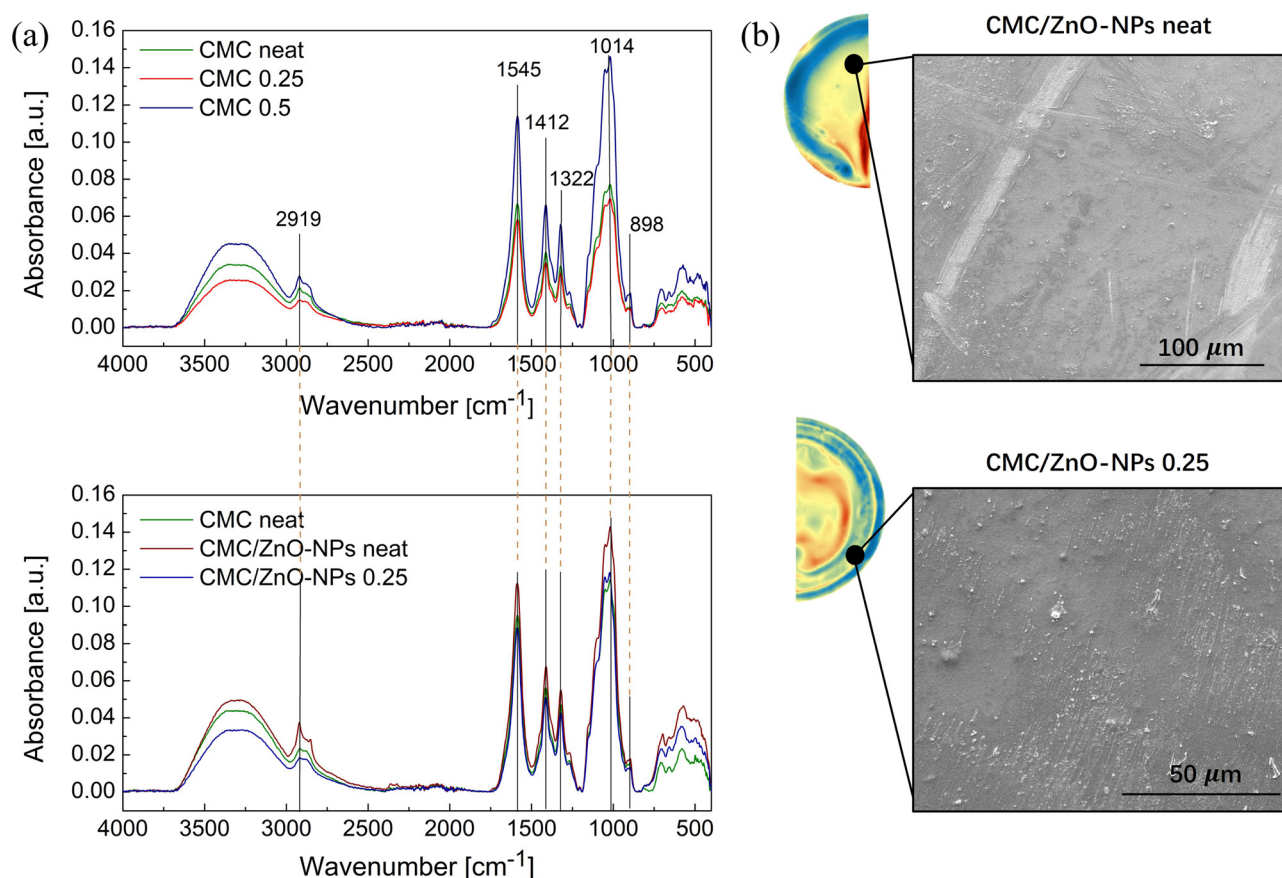 (a)
0.16
0.14
0.12
0.10
0.08
0.06
0.04
0.02
0.00
Absorbance [a.u.]
CMC neat
CMC 0.25
CMC 0.5
2919
1545
1412
1322
1014
898
4000 3500 3000 2500 2000 1500 1000 500
Wavenumber [cm-1]
0.16
0.14
0.12
0.10
0.08
0.06
0.04
0.02
0.00
Absorbance [a.u.]
CMC neat
CMC/ZnO-NPs neat
CMC/ZnO-NPs 0.25
4000 3500 3000 2500 2000 1500 1000 500
Wavenumber [cm-1]
(b)
CMC/ZnO-NPs neat
100 μm
CMC/ZnO-NPs 0.25
50 μm